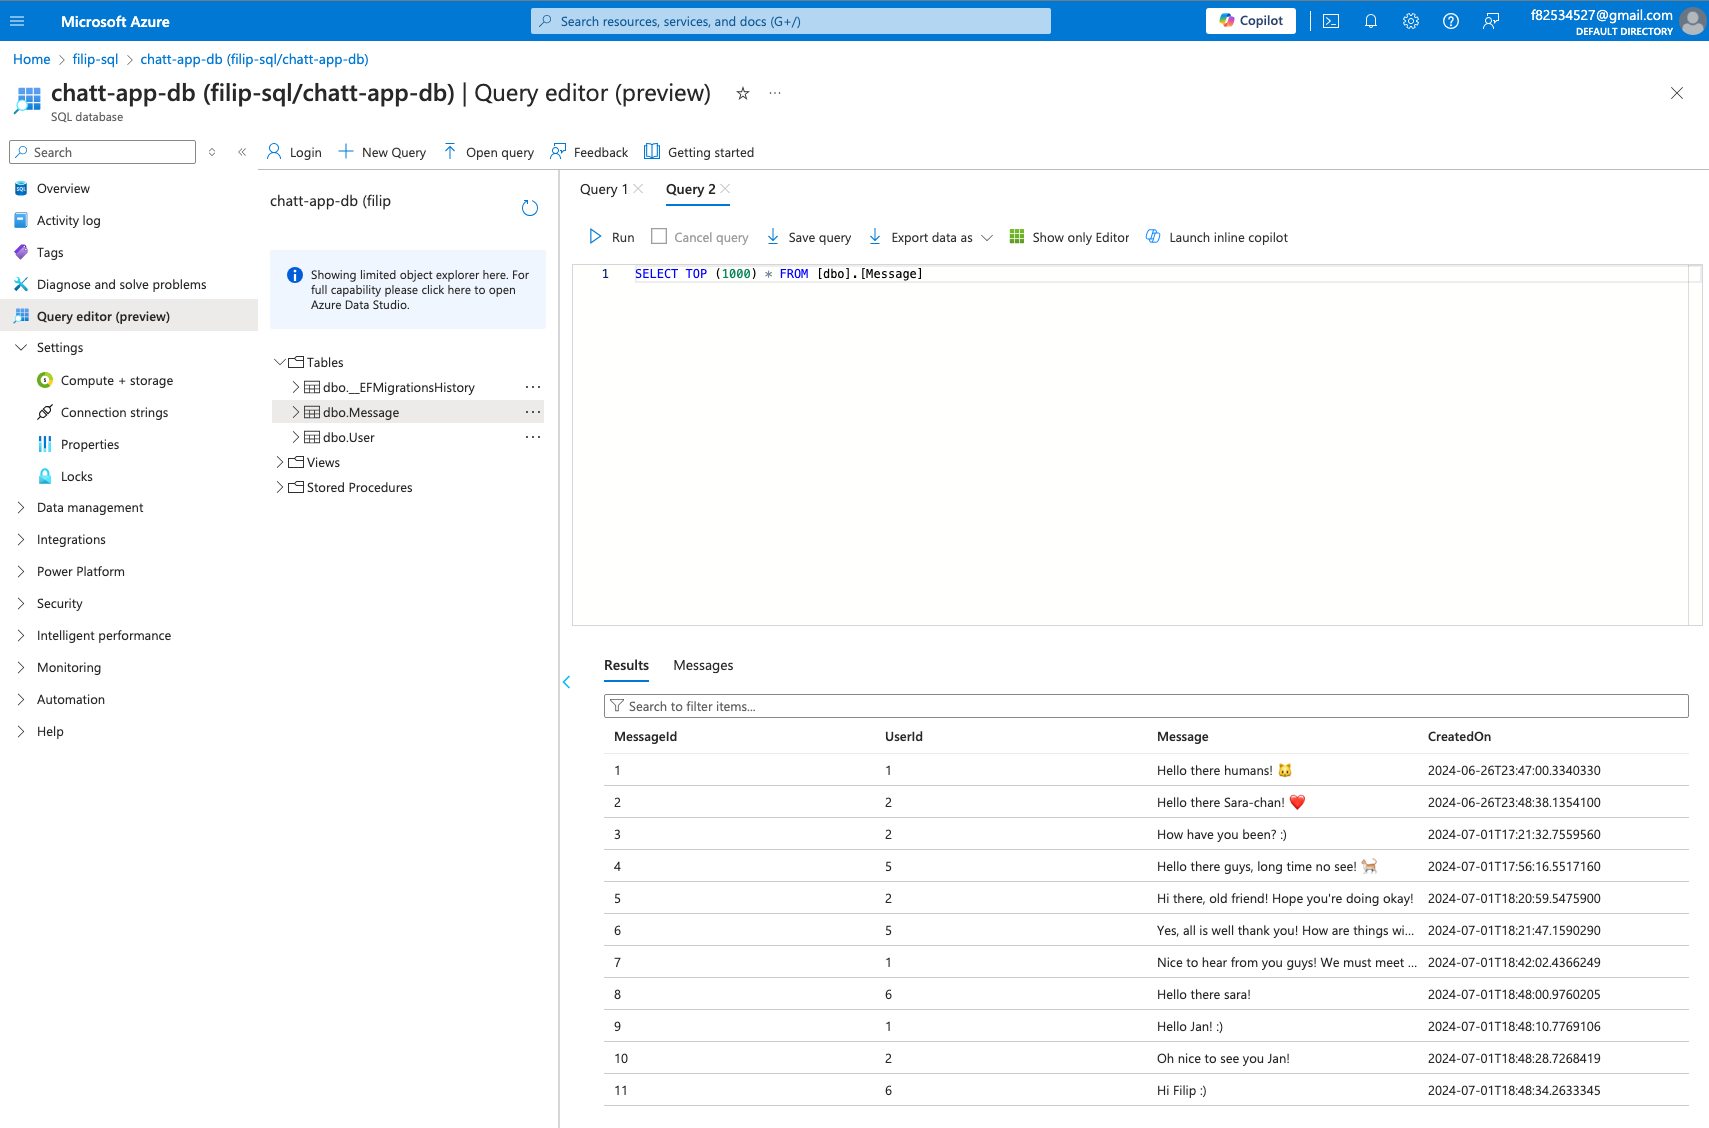 Microsoft Azure
Search resources, services, and docs (G+/)
Copilot
f82534527@gmail.com
DEFAULT DIRECTORY
Home > filip-sql > chatt-app-db (filip-sql/chatt-app-db)
chatt-app-db (filip-sql/chatt-app-db) | Query editor (preview)
SQL database
Search
Login
New Query
Open query
Feedback
Getting started
Overview
Activity log
Tags
Diagnose and solve problems
Query editor (preview)
Settings
Compute + storage
Connection strings
Properties
Locks
Data management
Integrations
Power Platform
Security
Intelligent performance
Monitoring
Automation
Help
chatt-app-db (filip
Showing limited object explorer here. For
full capability please click here to open
Azure Data Studio.
Tables
dbo.__EFMigrationsHistory
dbo.Message
dbo.User
Views
Stored Procedures
Query 1
Query 2
Run
Cancel query
Save query
Export data as
Show only Editor
Launch inline copilot
1 SELECT TOP (1000) * FROM [dbo].[Message]
Results
Messages
Search to filter items...
MessageId UserId Message CreatedOn
1 1 Hello there humans! 🐱 2024-06-26T23:47:00.3340330
2 2 Hello there Sara-chan! ❤️ 2024-06-26T23:48:38.1354100
3 2 How have you been? :) 2024-07-01T17:21:32.7559560
4 5 Hello there guys, long time no see! 🐈 2024-07-01T17:56:16.5517160
5 2 Hi there, old friend! Hope you're doing okay! 2024-07-01T18:20:59.5475900
6 5 Yes, all is well thank you! How are things wi... 2024-07-01T18:21:47.1590290
7 1 Nice to hear from you guys! We must meet ... 2024-07-01T18:42:02.4366249
8 6 Hello there sara! 2024-07-01T18:48:00.9760205
9 1 Hello Jan! :) 2024-07-01T18:48:10.7769106
10 2 Oh nice to see you Jan! 2024-07-01T18:48:28.7268419
11 6 Hi Filip :) 2024-07-01T18:48:34.2633345